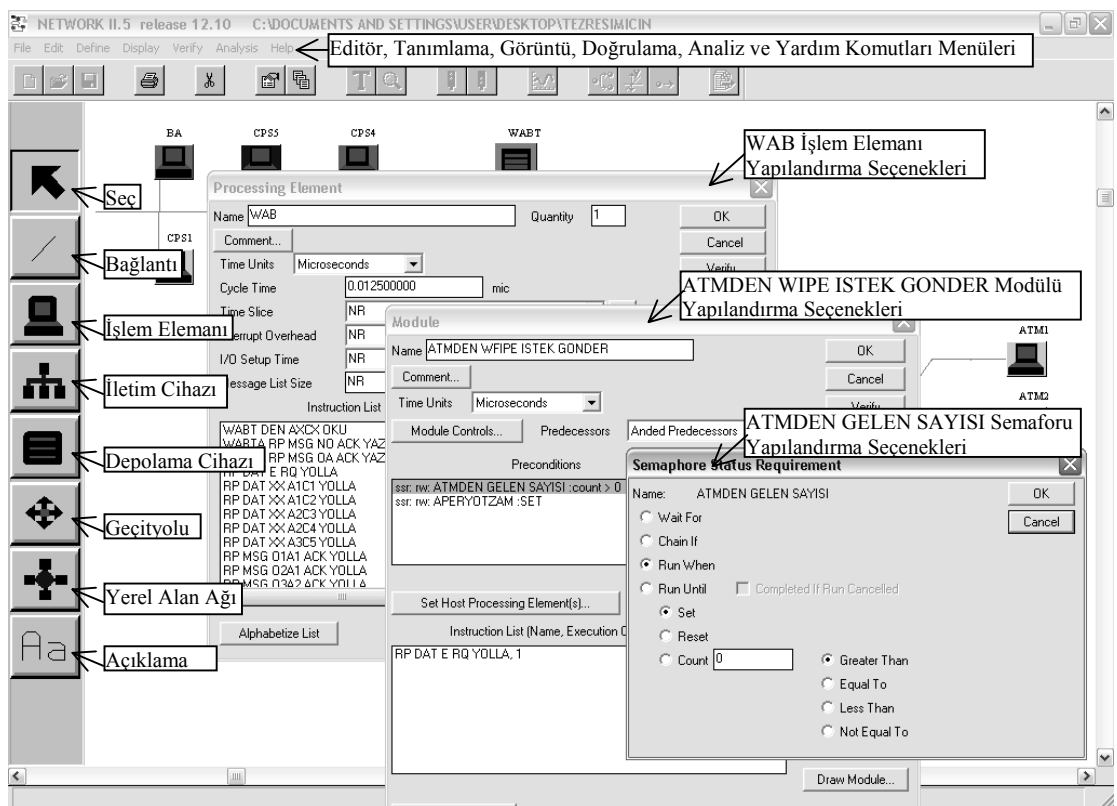 NETWORK II.5 release 12.10 C:\DOCUMENTS AND SETTINGS\USER\DESKTOP\TEZRESIMICIN
File Edit Define Display Verify Analysis Help
Editör, Tanımlama, Görüntü, Doğrulama, Analiz ve Yardım Komutları Menüleri
BA
CPS5
CPS4
WABT
WAB İşlem Elemanı
Yapılandırma Seçenekleri
Seç
Bağlantı
İşlem Elemanı
İletim Cihazı
Depolama Cihazı
Geçityolu
Yerel Alan Ağı
Açıklama
Aa
CPS1
Processing Element
Name WAB
Quantity 1
OK
Comment...
Cancel
Time Units Microseconds
Verify
Cycle Time 0.012500000 mic
Time Slice NR
Interrupt Overhead NR
I/O Setup Time NR
Message List Size NR
Instruction List
WABT DEN AXCX OKU
WABTA RP MSG NO ACK YAZ
RP MSG OA ACK YAZ
RP DAT E RQ YOLLA
RP DAT XX A1C1 YOLLA
RP DAT XX A1C2 YOLLA
RP DAT XX A2C3 YOLLA
RP DAT XX A2C4 YOLLA
RP DAT XX A3C5 YOLLA
RP MSG O1A1 ACK YOLLA
RP MSG O2A1 ACK YOLLA
RP MSG O3A2 ACK YOLLA
Alphabetize List
ATMDEN WIPE ISTEK GONDER Modülü
Yapılandırma Seçenekleri
ATM1
ATM2
Module
Name ATMDEN WFIPE ISTEK GONDER
OK
Comment...
Cancel
Time Units Microseconds
Verify
Module Controls...
Predecessors
Anded Predecessors
Preconditions
ssr: rw: ATMDEN GELEN SAYISI :count > 0
ssr: rw: APERYOTZAM :SET
Set Host Processing Element(s)...
Instruction List (Name, Execution C
RP DAT E RQ YOLLA, 1
Draw Module...
ATMDEN GELEN SAYISI Semaforu
Yapılandırma Seçenekleri
Semaphore Status Requirement
Name: ATMDEN GELEN SAYISI
OK
Cancel
Wait For
Chain If
Run When
Run Until
Completed If Run Cancelled
Set
Reset
Count 0
Greater Than
Equal To
Less Than
Not Equal To